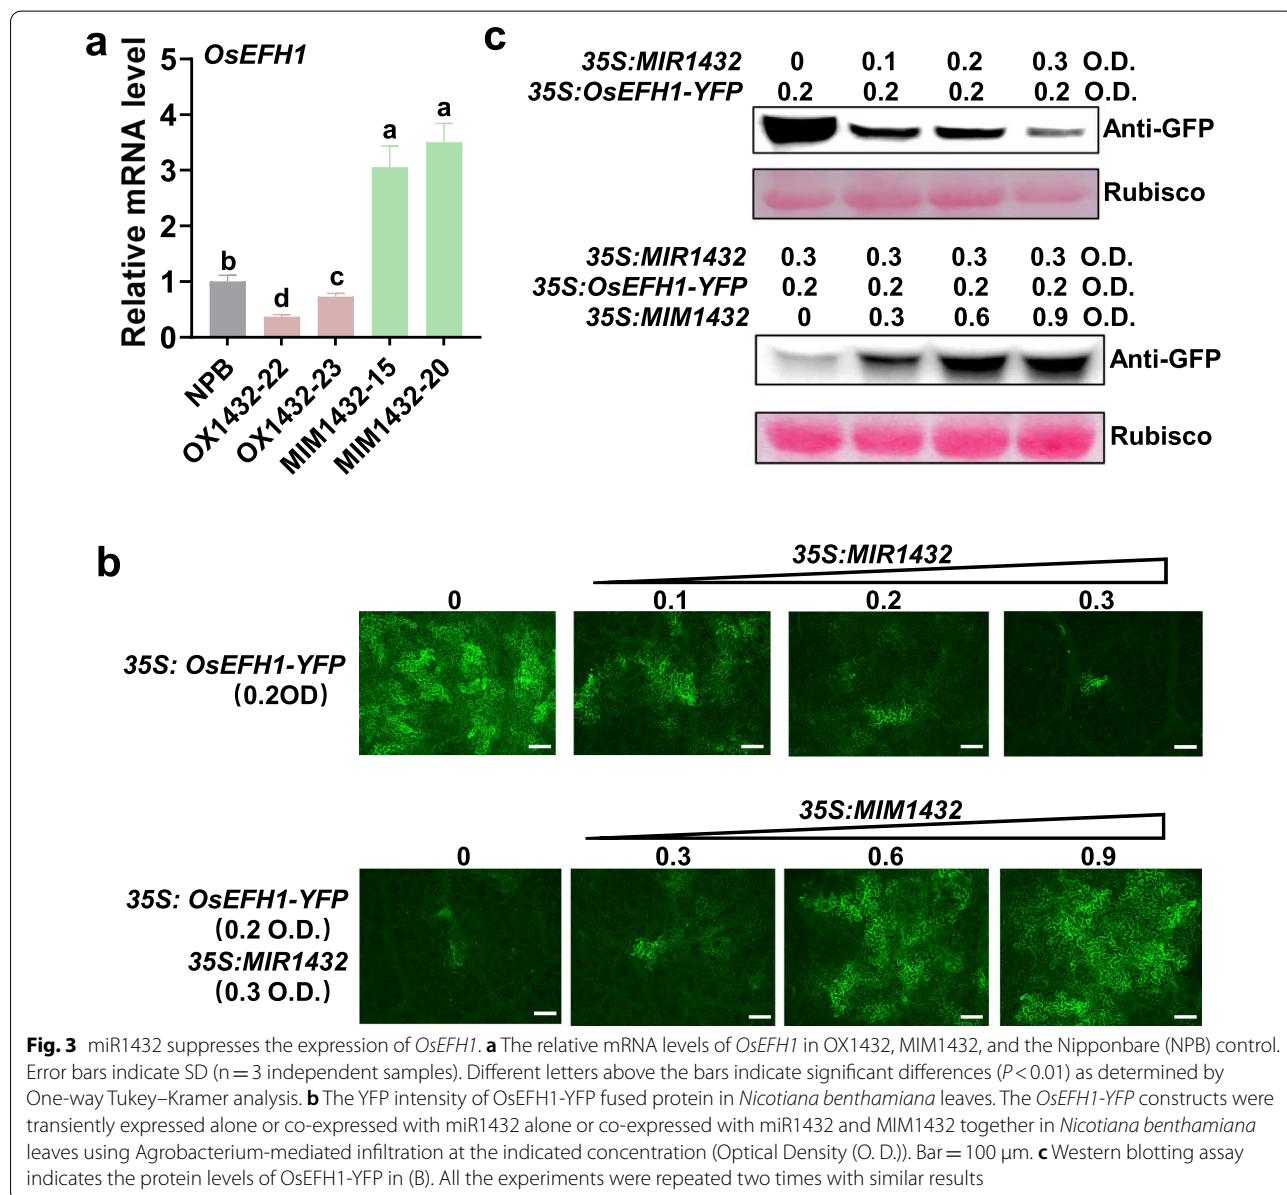 a
OsEFH1
Relative mRNA level
5
4
3
2
1
0
b
d
c
a
a
NPB
OX1432-22
OX1432-23
MIM1432-15
MIM1432-20
c
35S:MIR1432 0 0.1 0.2 0.3 O.D.
35S:OsEFH1-YFP 0.2 0.2 0.2 0.2 O.D.
Anti-GFP
Rubisco
35S:MIR1432 0.3 0.3 0.3 0.3 O.D.
35S:OsEFH1-YFP 0.2 0.2 0.2 0.2 O.D.
35S:MIM1432 0 0.3 0.6 0.9 O.D.
Anti-GFP
Rubisco
b
35S:MIR1432
0 0.1 0.2 0.3
35S: OsEFH1-YFP
(0.2OD)
35S:MIM1432
0 0.3 0.6 0.9
35S: OsEFH1-YFP
(0.2 O.D.)
35S:MIR1432
(0.3 O.D.)
Fig. 3 miR1432 suppresses the expression of OsEFH1. a The relative mRNA levels of OsEFH1 in OX1432, MIM1432, and the Nipponbare (NPB) control.
Error bars indicate SD (n = 3 independent samples). Different letters above the bars indicate significant differences (P < 0.01) as determined by
One-way Tukey–Kramer analysis. b The YFP intensity of OsEFH1-YFP fused protein in Nicotiana benthamiana leaves. The OsEFH1-YFP constructs were
transiently expressed alone or co-expressed with miR1432 alone or co-expressed with miR1432 and MIM1432 together in Nicotiana benthamiana
leaves using Agrobacterium-mediated infiltration at the indicated concentration (Optical Density (O. D.)). Bar = 100 μm. c Western blotting assay
indicates the protein levels of OsEFH1-YFP in (B). All the experiments were repeated two times with similar results